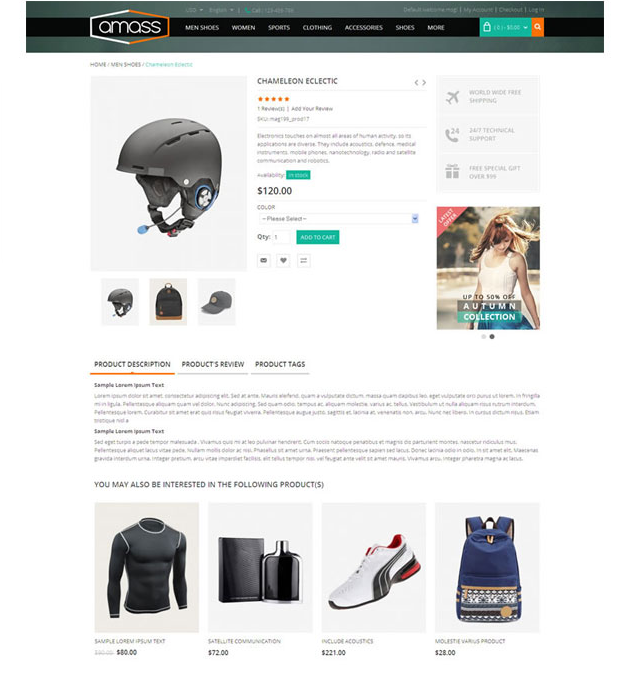 USD English Call : 123-456-789 Default welcome msg! | My Account | Checkout | Log In
amass
MEN SHOES WOMEN SPORTS CLOTHING ACCESSORIES SHOES MORE
( 0 ) - $0.00
HOME / MEN SHOES / Chameleon Eclectic
CHAMELEON ECLECTIC
1 Review(s) | Add Your Review
SKU: mag199_prod17
Electronics touches on almost all areas of human activity, so its
applications are diverse. They include acoustics, defence, medical
instruments, mobile phones, nanotechnology, radio and satellite
communication and robotics.
Availability: IN STOCK
$120.00
COLOR
-- Please Select--
Qty: 1 ADD TO CART
WORLD WIDE FREE
SHIPPING
24
24/7 TECHNICAL
SUPPORT
FREE SPECIAL GIFT
OVER $99
LATEST
OFFER
UP TO 50% OFF
AUTUMN
COLLECTION
PRODUCT DESCRIPTION PRODUCT'S REVIEW PRODUCT TAGS
Sample Lorem Ipsum Text
Lorem ipsum dolor sit amet, consectetur adipiscing elit. Sed at ante. Mauris eleifend, quam a vulputate dictum, massa quam dapibus leo, eget vulputate orci purus ut lorem. In fringilla
mi in ligula. Pellentesque aliquam quam vel dolor. Nunc adipiscing. Sed quam odio, tempus ac, aliquam molestie, varius ac, tellus. Vestibulum ut nulla aliquam risus rutrum interdum.
Pellentesque lorem. Curabitur sit amet erat quis risus feugiat viverra. Pellentesque augue justo, sagittis et, lacinia at, venenatis non, arcu. Nunc nec libero. In cursus dictum risus. Etiam
tristique nisl a
Sample Lorem Ipsum Text
Sed eget turpis a pede tempor malesuada. Vivamus quis mi at leo pulvinar hendrerit. Cum sociis natoque penatibus et magnis dis parturient montes, nascetur ridiculus mus.
Pellentesque aliquet lacus vitae pede. Nullam mollis dolor ac nisi. Phasellus sit amet urna. Praesent pellentesque sapien sed lacus. Donec lacinia odio in odio. In sit amet elit. Maecenas
gravida interdum urna. Integer pretium, arcu vitae imperdiet facilisis, elit tellus tempor nisi, vel feugiat ante velit sit amet mauris. Vivamus arcu. Integer pharetra magna ac lacus.
YOU MAY ALSO BE INTERESTED IN THE FOLLOWING PRODUCT(S)
SAMPLE LOREM IPSUM TEXT SATELLITE COMMUNICATION INCLUDE ACOUSTICS MOLESTIE VARIUS PRODUCT
$80.00 $72.00 $221.00 $28.00